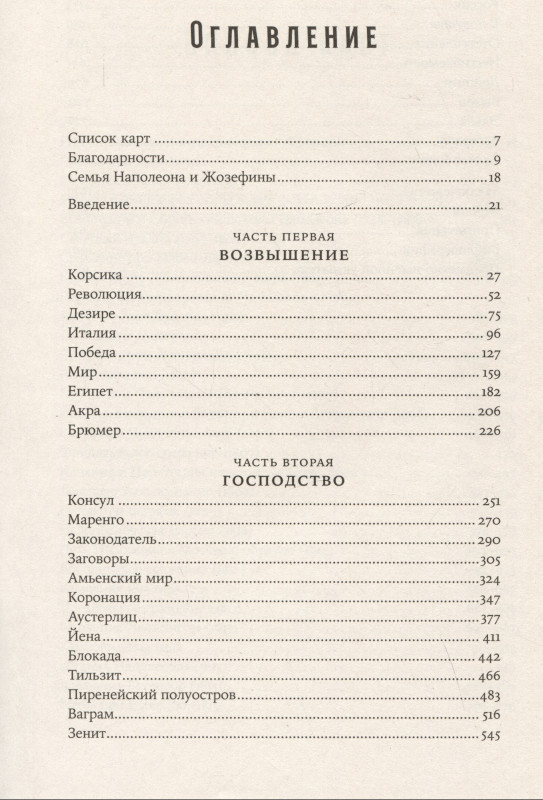 ОГЛАВЛЕНИЕ
Список карт ........ 7
Благодарности ........ 9
Семья Наполеона и Жозефины ........ 18
Введение ........ 21
ЧАСТЬ ПЕРВАЯ
ВОЗВЫШЕНИЕ
Корсика ........ 27
Революция ........ 52
Дезире ........ 75
Италия ........ 96
Победа ........ 127
Мир ........ 159
Египет ........ 182
Акра ........ 206
Брюмер ........ 226
ЧАСТЬ ВТОРАЯ
ГОСПОДСТВО
Консул ........ 251
Маренго ........ 270
Законодатель ........ 290
Заговоры ........ 305
Амьенский мир ........ 324
Коронация ........ 347
Аустерлиц ........ 377
Йена ........ 411
Блокада ........ 442
Тильзит ........ 466
Пиренейский полуостров ........ 483
Ваграм ........ 516
Зенит ........ 545